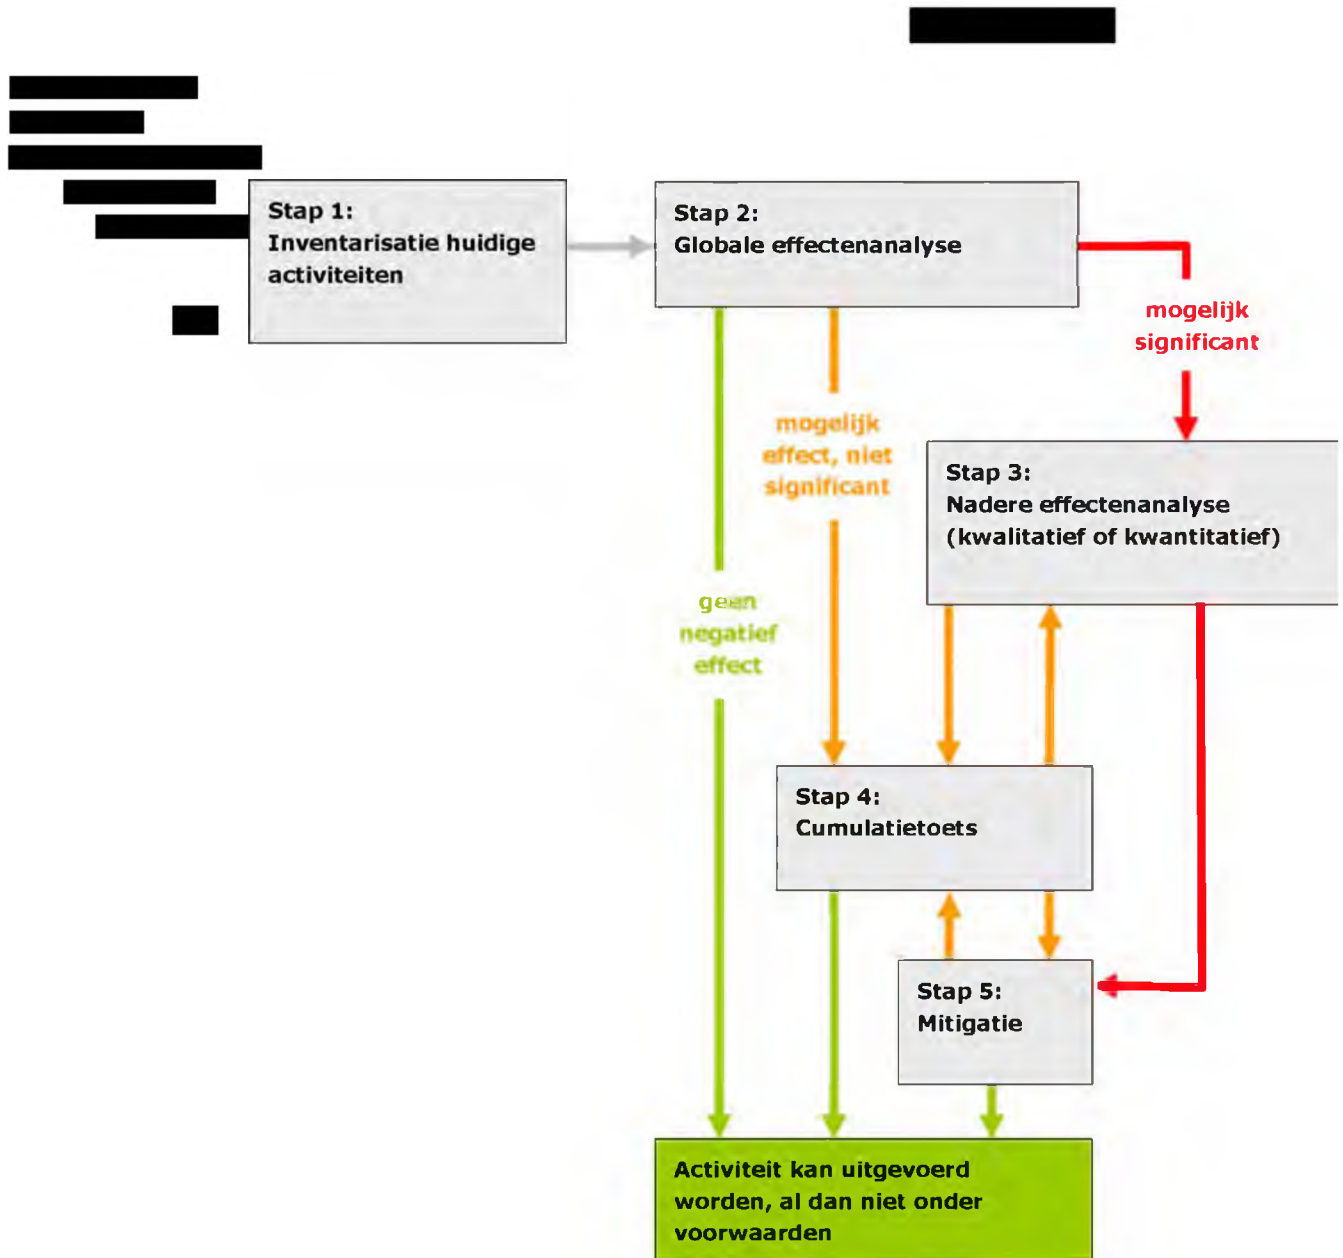 Stap 1:
Inventarisatie huidige
activiteiten
Stap 2:
Globale effectenanalyse
mogelijk
significant
mogelijk
effect, niet
significant
Stap 3:
Nadere effectenanalyse
(kwalitatief of kwantitatief)
geen
negatief
effect
Stap 4:
Cumulatietoets
Stap 5:
Mitigatie
Activiteit kan uitgevoerd
worden, al dan niet onder
voorwaarden